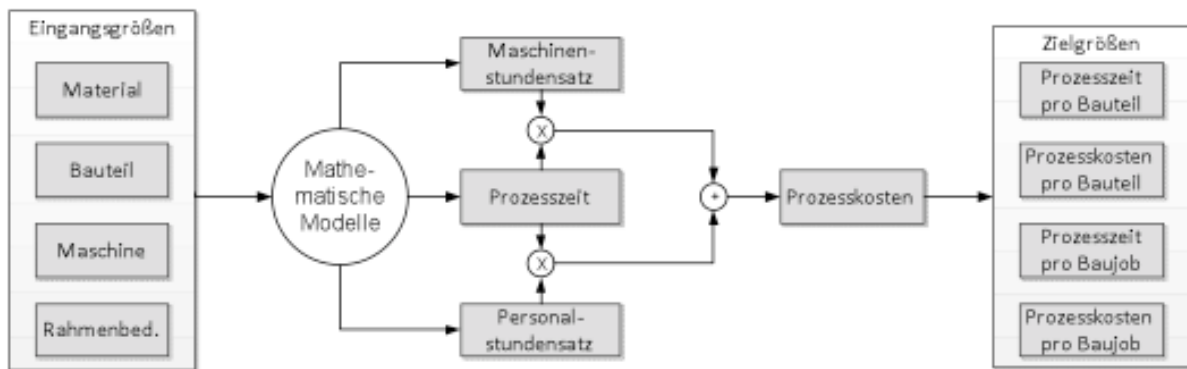 Eingangsgrößen
Material
Bauteil
Maschine
Rahmenbed.
Mathe-
matische
Modelle
Maschinen-
stundensatz
X
Prozesszeit
X
Personal-
stundensatz
+
Prozesskosten
Zielgrößen
Prozesszeit
pro Bauteil
Prozesskosten
pro Bauteil
Prozesszeit
pro Baujob
Prozesskosten
pro Baujob